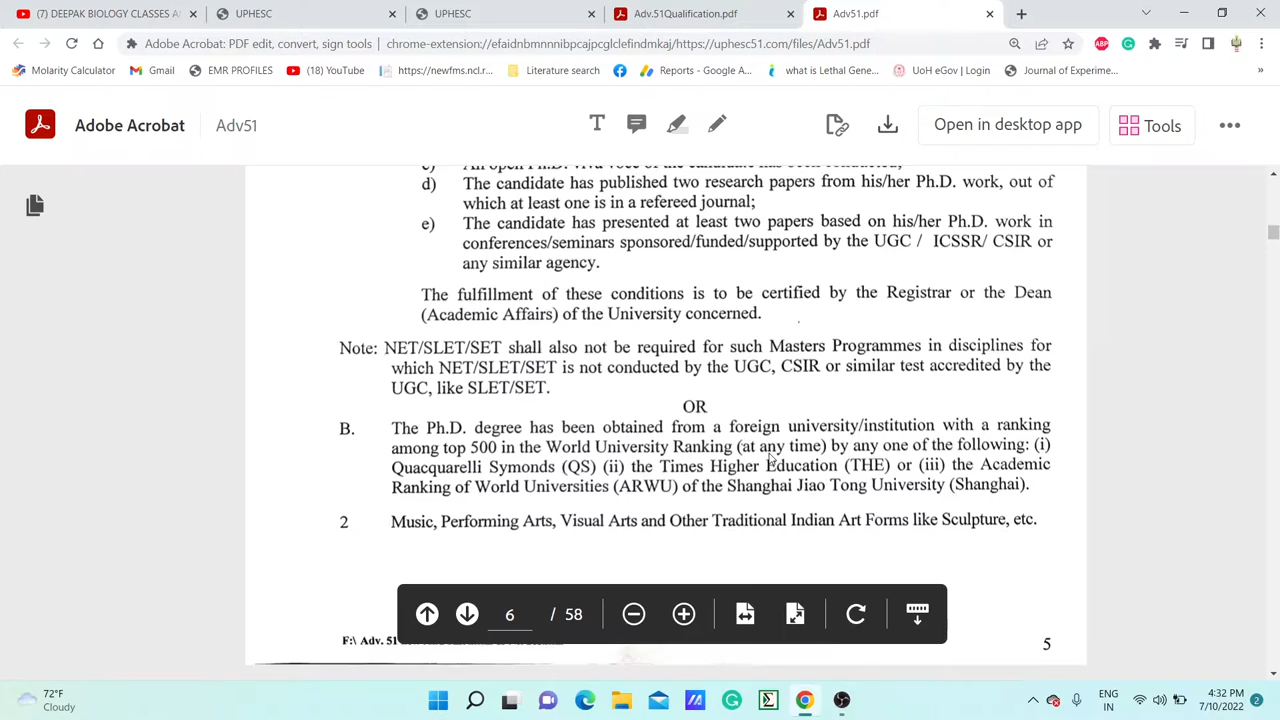 (7) DEEPAK BIOLOGY CLASSES A
UPHESC
UPHESC
Adv.51Qualification.pdf
Adv51.pdf
Adobe Acrobat: PDF edit, convert, sign tools
chrome-extension://efaidnbmnnnibpcajpcglclefindmkaj/https://uphesc51.com/files/Adv51.pdf
Molarity Calculator
Gmail
EMR PROFILES
(18) YouTube
https://newfms.ncl.r...
Literature search
Reports - Google A...
what is Lethal Gene...
UoH eGov | Login
Journal of Experime...
»
Adobe Acrobat
Adv51
Open in desktop app
Tools
c) An open Ph.D. viva voce of the candidate has been conducted;
d) The candidate has published two research papers from his/her Ph.D. work, out of
which at least one is in a refereed journal;
e) The candidate has presented at least two papers based on his/her Ph.D. work in
conferences/seminars sponsored/funded/supported by the UGC / ICSSR/ CSIR or
any similar agency.
The fulfillment of these conditions is to be certified by the Registrar or the Dean
(Academic Affairs) of the University concerned.
Note: NET/SLET/SET shall also not be required for such Masters Programmes in disciplines for
which NET/SLET/SET is not conducted by the UGC, CSIR or similar test accredited by the
UGC, like SLET/SET.
OR
B. The Ph.D. degree has been obtained from a foreign university/institution with a ranking
among top 500 in the World University Ranking (at any time) by any one of the following: (i)
Quacquarelli Symonds (QS) (ii) the Times Higher Education (THE) or (iii) the Academic
Ranking of World Universities (ARWU) of the Shanghai Jiao Tong University (Shanghai).
2 Music, Performing Arts, Visual Arts and Other Traditional Indian Art Forms like Sculpture, etc.
6 / 58
F:\ Adv. 51
5
72°F
Cloudy
ENG
IN
4:32 PM
7/10/2022
2